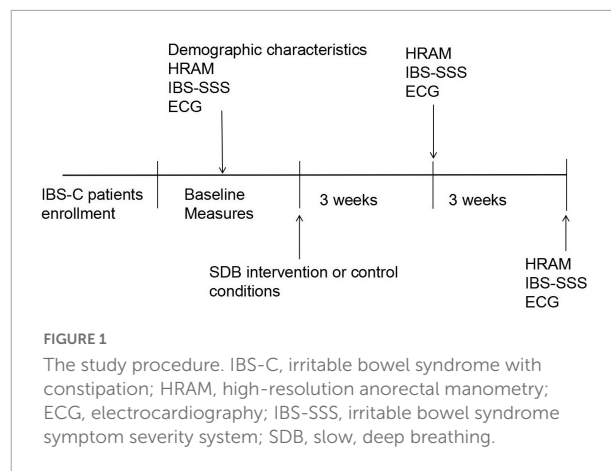 Demographic characteristics
HRAM
IBS-SSS
ECG
HRAM
IBS-SSS
ECG
IBS-C patients
enrollment
Baseline
Measures
3 weeks
3 weeks
SDB intervention or control
conditions
HRAM
IBS-SSS
ECG
FIGURE 1
The study procedure. IBS-C, irritable bowel syndrome with
constipation; HRAM, high-resolution anorectal manometry;
ECG, electrocardiography; IBS-SSS, irritable bowel syndrome
symptom severity system; SDB, slow, deep breathing.